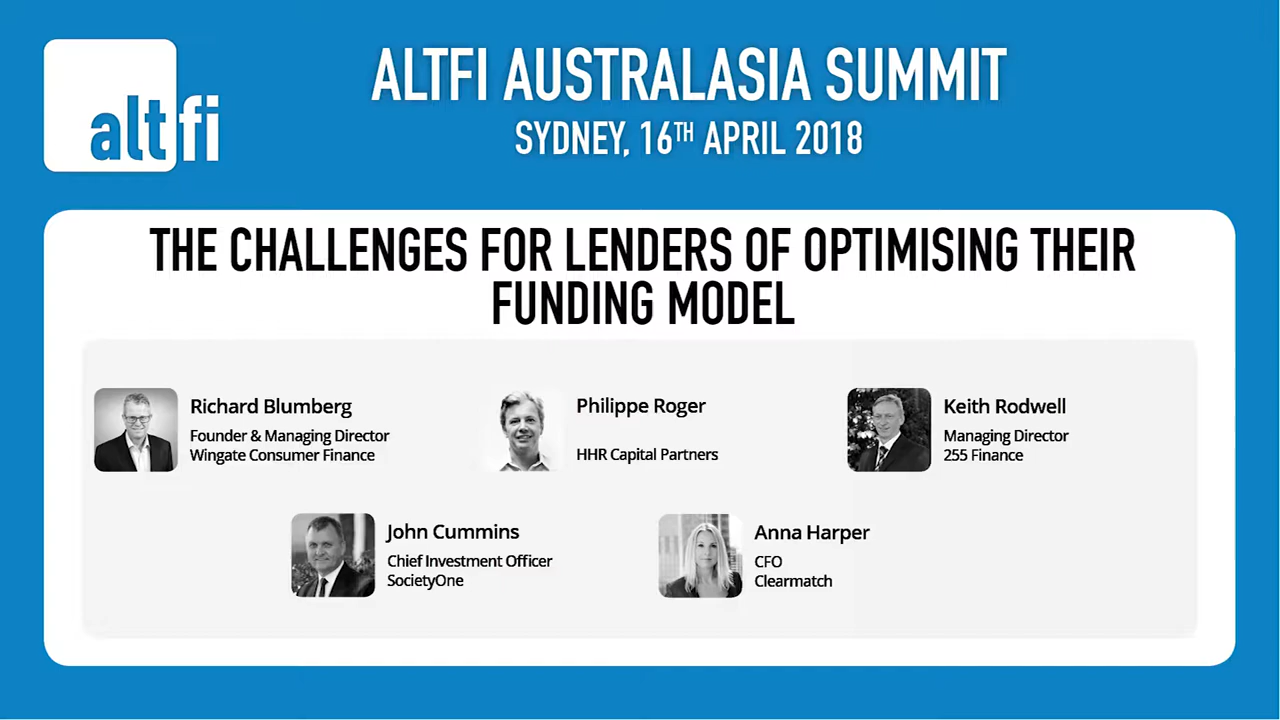 altfi
ALTFI AUSTRALASIA SUMMIT
SYDNEY, 16TH APRIL 2018
THE CHALLENGES FOR LENDERS OF OPTIMISING THEIR
FUNDING MODEL
Richard Blumberg
Founder & Managing Director
Wingate Consumer Finance
Philippe Roger
HHR Capital Partners
Keith Rodwell
Managing Director
255 Finance
John Cummins
Chief Investment Officer
SocietyOne
Anna Harper
CFO
Clearmatch